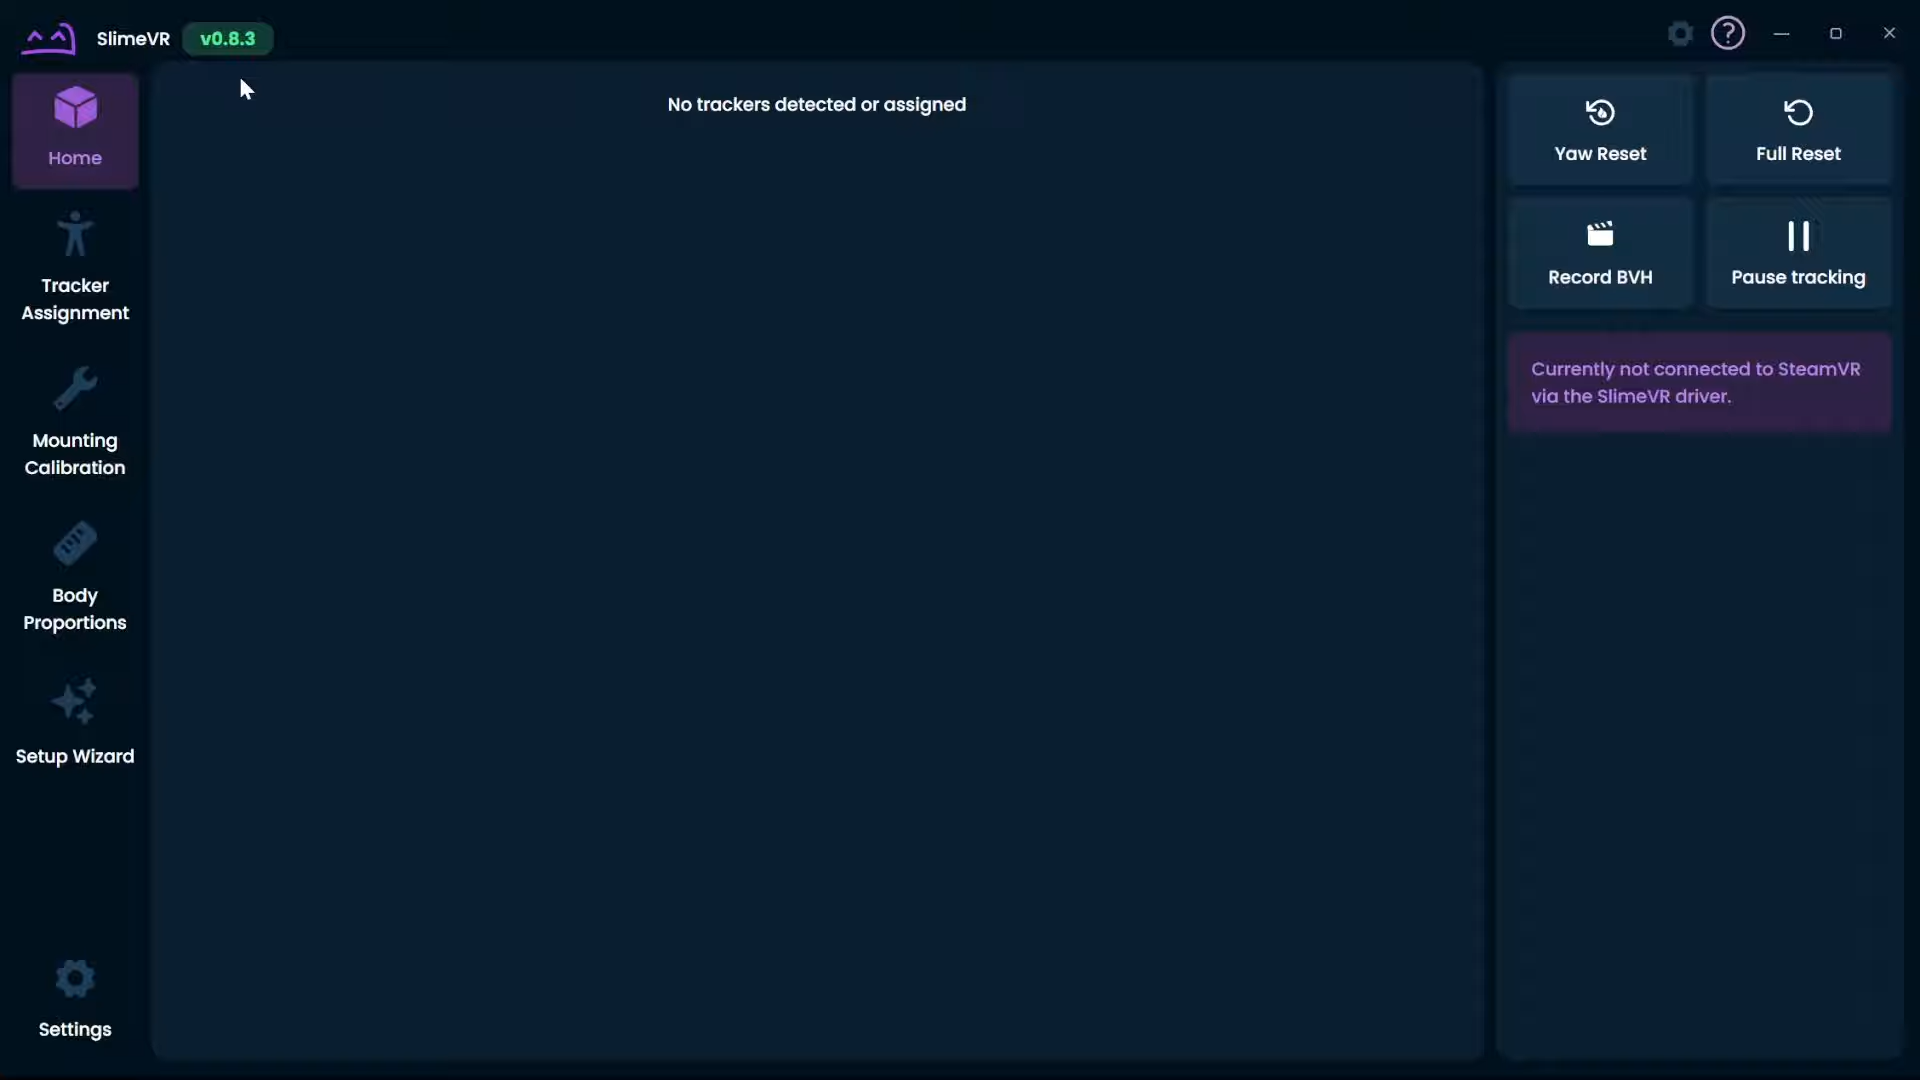 SlimeVR
v0.8.3
Home
Tracker
Assignment
Mounting
Calibration
Body
Proportions
Setup Wizard
Settings
No trackers detected or assigned
Yaw Reset
Full Reset
Record BVH
Pause tracking
Currently not connected to SteamVR
via the SlimeVR driver.